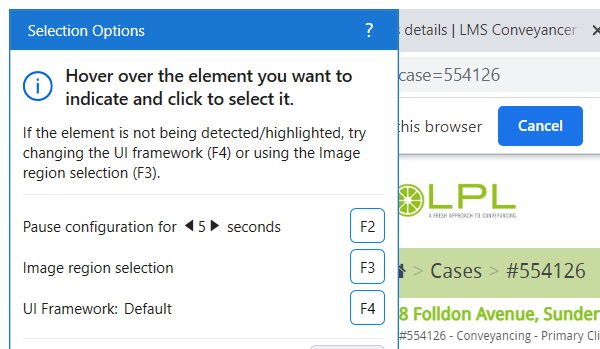 Selection Options ?
Hover over the element you want to
indicate and click to select it.
If the element is not being detected/highlighted, try
changing the UI framework (F4) or using the Image
region selection (F3).
Pause configuration for 5 seconds F2
Image region selection F3
UI Framework: Default F4
details | LMS Conveyancer
case=554126
this browser Cancel
LPL
A FRESH APPROACH TO CONVEYANCING
> Cases > #554126
8 Folldon Avenue, Sunder
#554126 - Conveyancing - Primary Cli